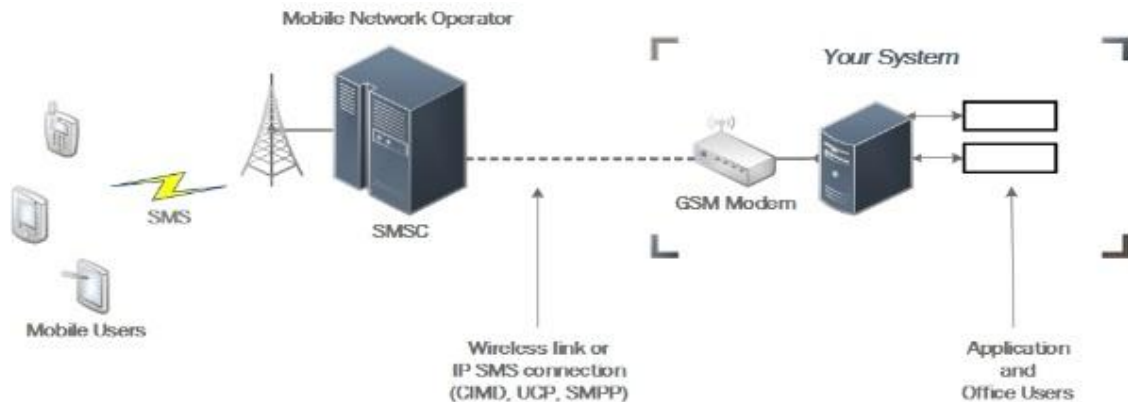 Mobile Network Operator
Your System
SMS
SMSC
GSM Modem
Mobile Users
Wireless link or
IP SMS connection
(CIMD, UCP, SMPP)
Application
and
Office Users